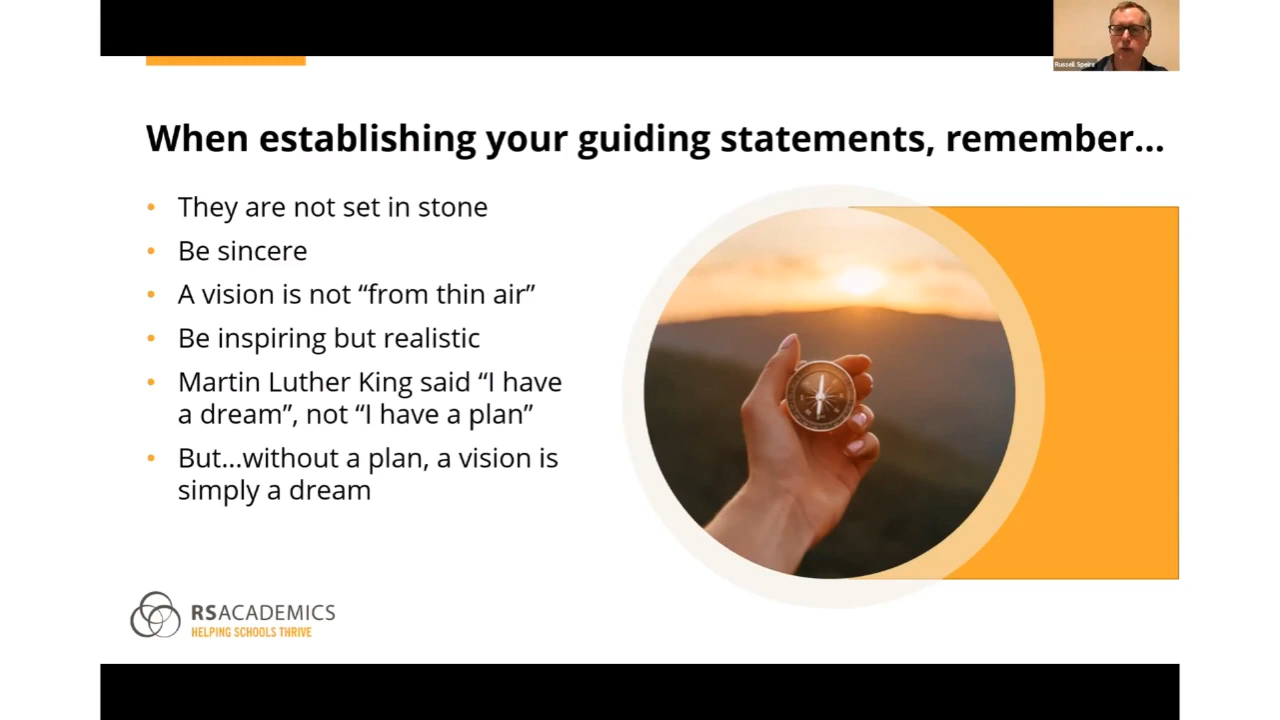 Russell Speirs
When establishing your guiding statements, remember...
• They are not set in stone
• Be sincere
• A vision is not “from thin air”
• Be inspiring but realistic
• Martin Luther King said “I have
a dream”, not “I have a plan”
• But...without a plan, a vision is
simply a dream
RSACADEMICS
HELPING SCHOOLS THRIVE